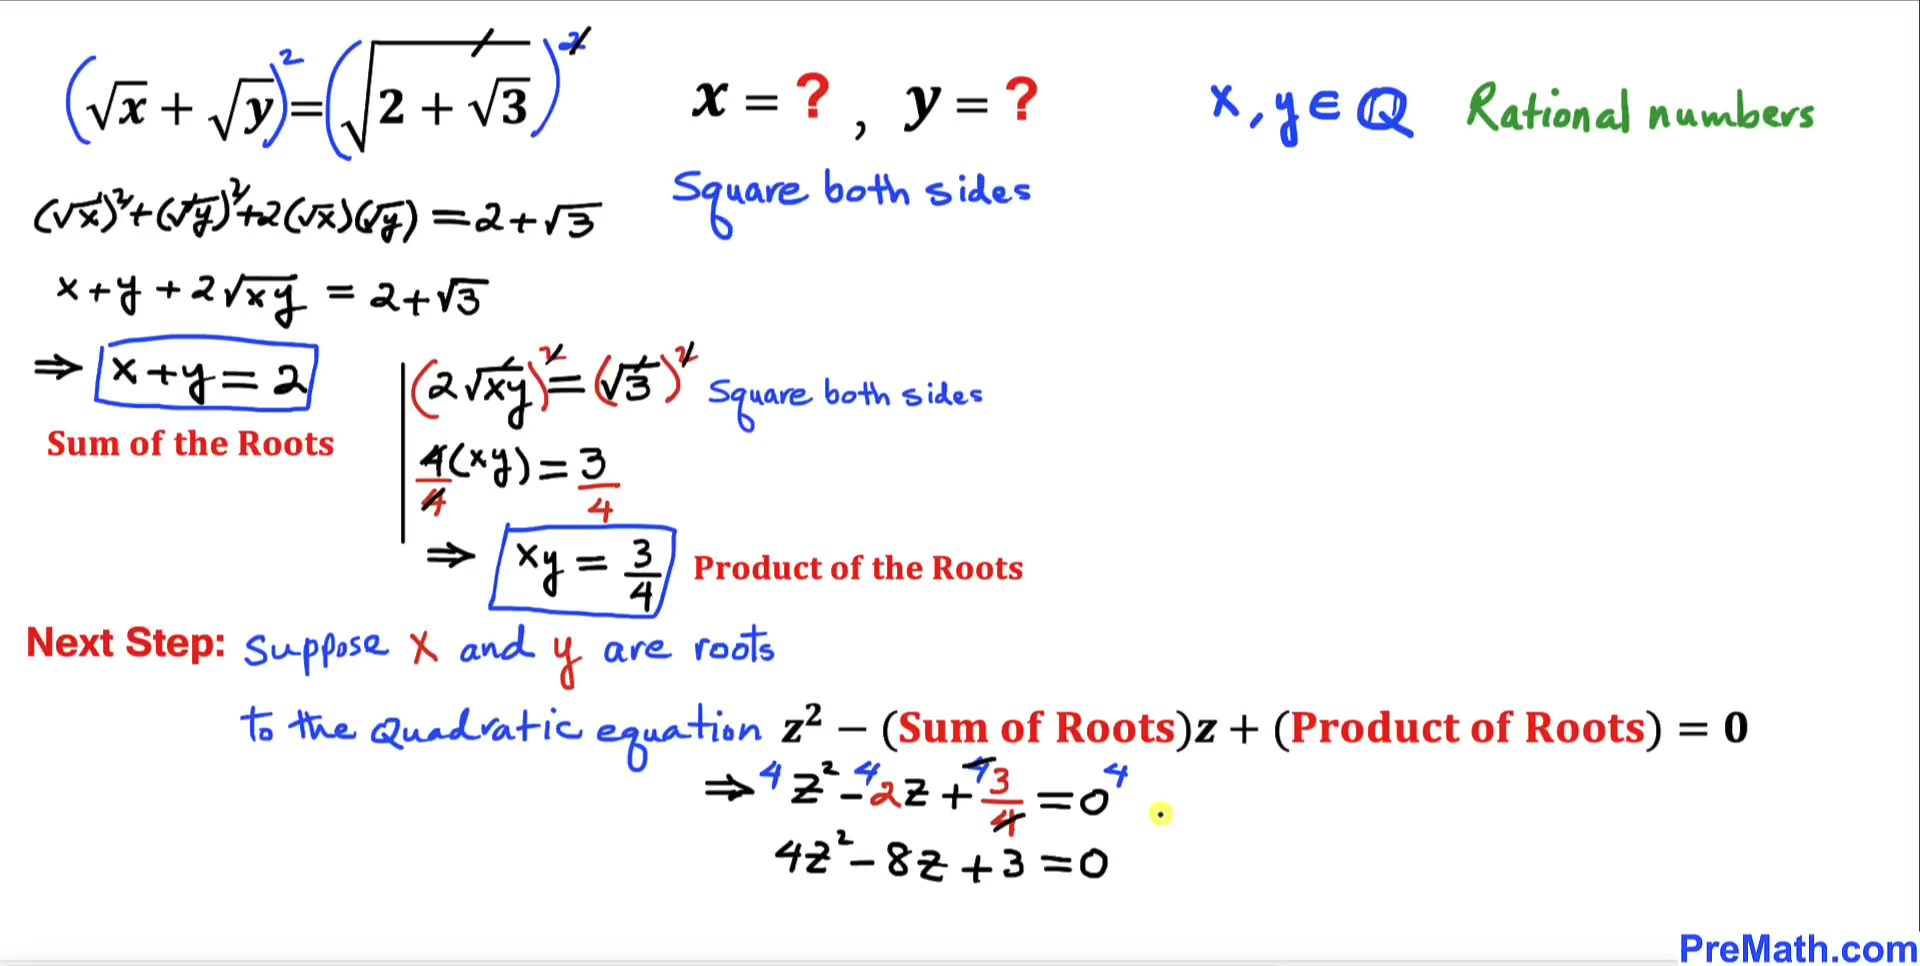 (√x + √y)² = (√(2 + √3))² x = ? , y = ? x, y ∈ ℚ Rational numbers
(√x)² + (√y)² + 2(√x)(√y) = 2 + √3 Square both sides
x + y + 2√xy = 2 + √3
⇒ x + y = 2 (2√xy)² = (√3)² Square both sides
Sum of the Roots 4(xy)/4 = 3/4
⇒ xy = 3/4 Product of the Roots
Next Step: Suppose x and y are roots
to the Quadratic equation z² − (Sum of Roots)z + (Product of Roots) = 0
⇒ 4 z² − 4 2z + 4 3/4 = 0 4
4z² − 8z + 3 = 0
PreMath.com